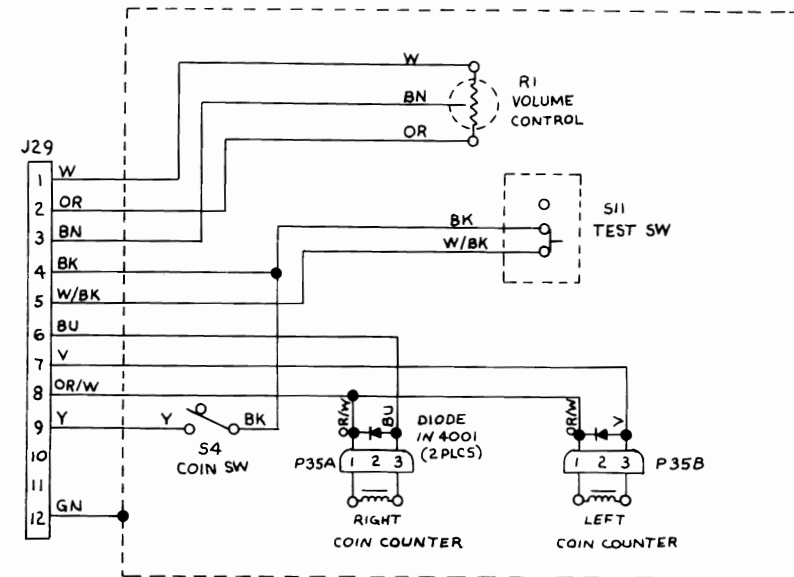 W
R1
VOLUME
CONTROL
BN
OR
J29
1 W
2 OR
3 BN
4 BK
5 W/BK
6 BU
7 V
8 OR/W
9 Y
10
11
12 GN
BK
W/BK
S11
TEST SW
Y
BK
S4
COIN SW
OR/W
BU
DIODE
IN 4001
(2 PLCS)
P35A
1 2 3
RIGHT
COIN COUNTER
OR/W
V
1 2 3
P35B
LEFT
COIN COUNTER